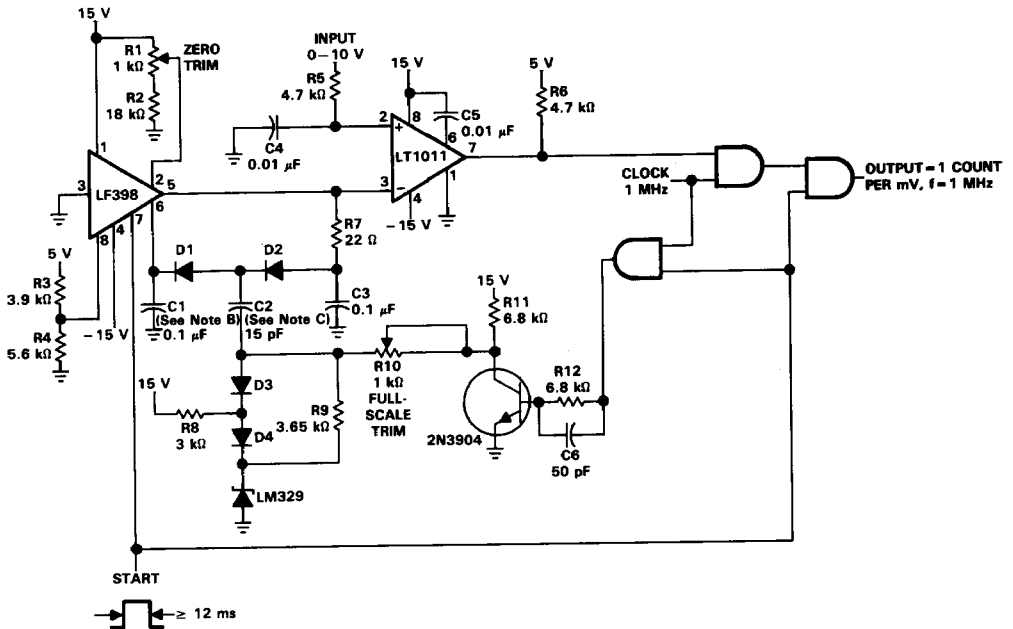 15 V
R1
1 kΩ
ZERO
TRIM
R2
18 kΩ
1
3
LF398
2
5
6
8
4
7
5 V
R3
3.9 kΩ
R4
5.6 kΩ
−15 V
INPUT
0–10 V
R5
4.7 kΩ
C4
0.01 μF
15 V
8
C5
0.01 μF
2
+
6
LT1011
7
3
−
1
4
−15 V
5 V
R6
4.7 kΩ
CLOCK
1 MHz
OUTPUT = 1 COUNT
PER mV, f = 1 MHz
R7
22 Ω
D1
D2
C1
(See Note B)
0.1 μF
C2
(See Note C)
15 pF
C3
0.1 μF
15 V
R11
6.8 kΩ
R10
1 kΩ
FULL-
SCALE
TRIM
R12
6.8 kΩ
C6
50 pF
2N3904
15 V
R8
3 kΩ
D3
D4
R9
3.65 kΩ
LM329
START
≥ 12 ms